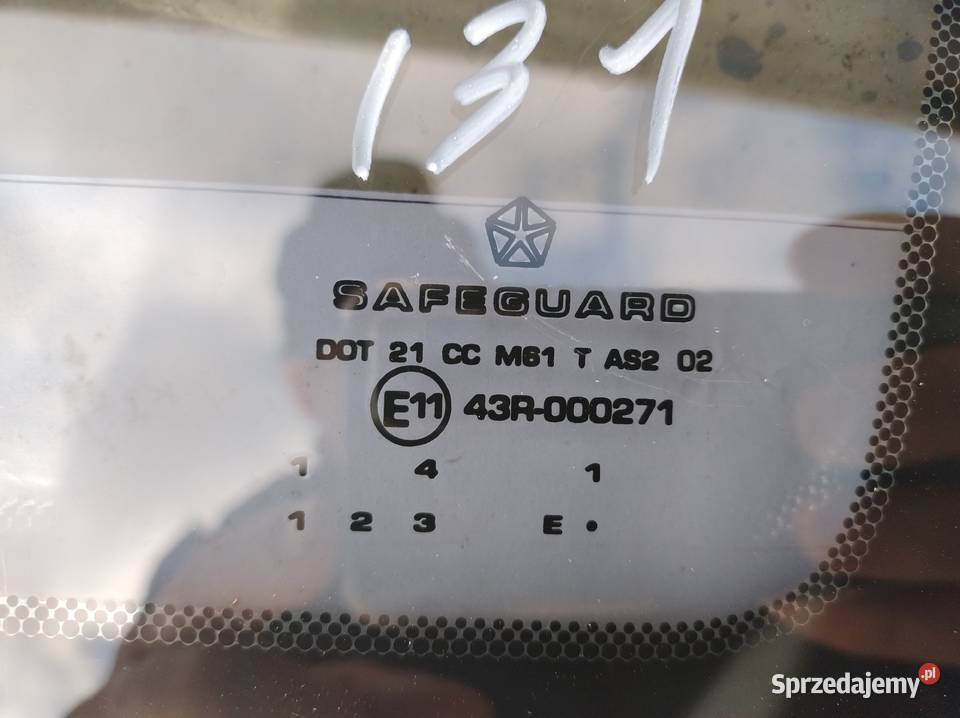 131
SAFEGUARD
DOT 21 CC M61 T AS2 02
E11 43R-000271
1 4 1
1 2 3 E •
Sprzedajemy.pl